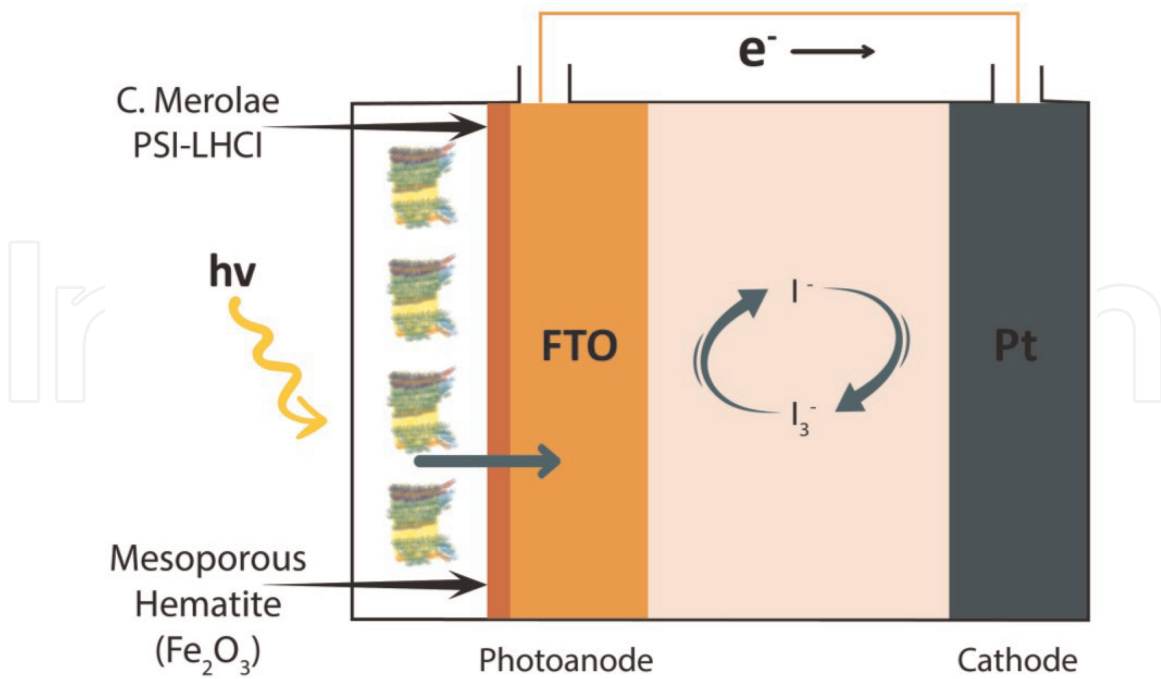 e⁻
C. Merolae
PSI-LHCI
hv
I⁻
FTO
Pt
I₃⁻
Mesoporous
Hematite
(Fe₂O₃)
Photoanode
Cathode